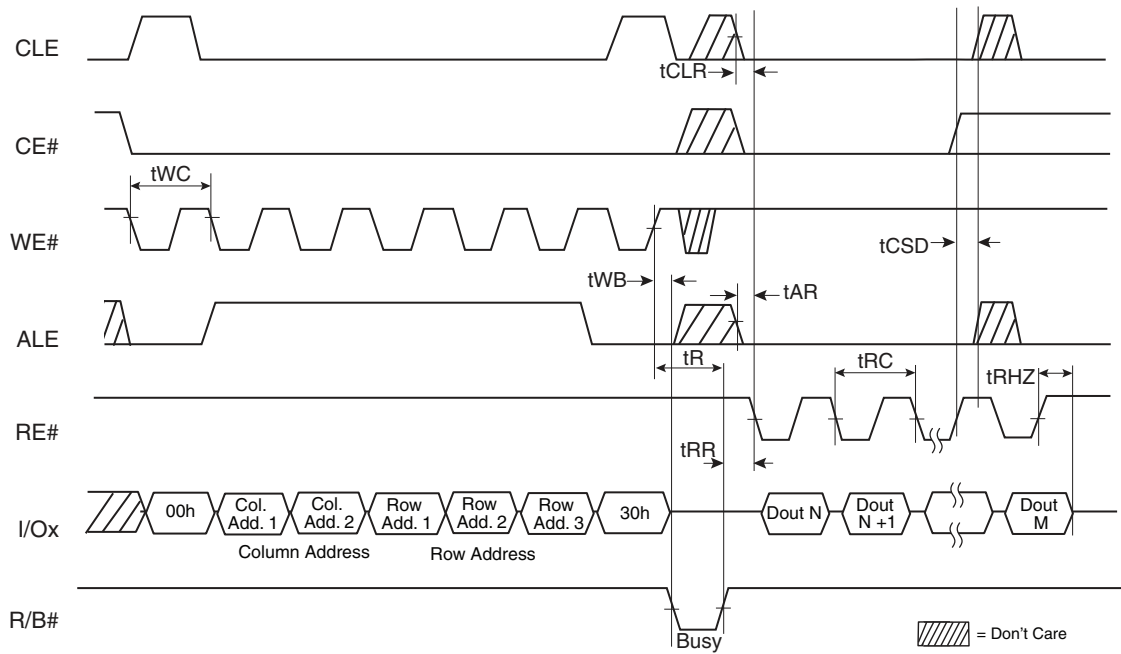 CLE
tCLR
CE#
tWC
WE#
tCSD
tWB
tAR
ALE
tR
tRC
tRHZ
RE#
tRR
I/Ox
00h
Col. Add. 1
Col. Add. 2
Row Add. 1
Row Add. 2
Row Add. 3
30h
Dout N
Dout N +1
Dout M
Column Address
Row Address
R/B#
Busy
= Don't Care